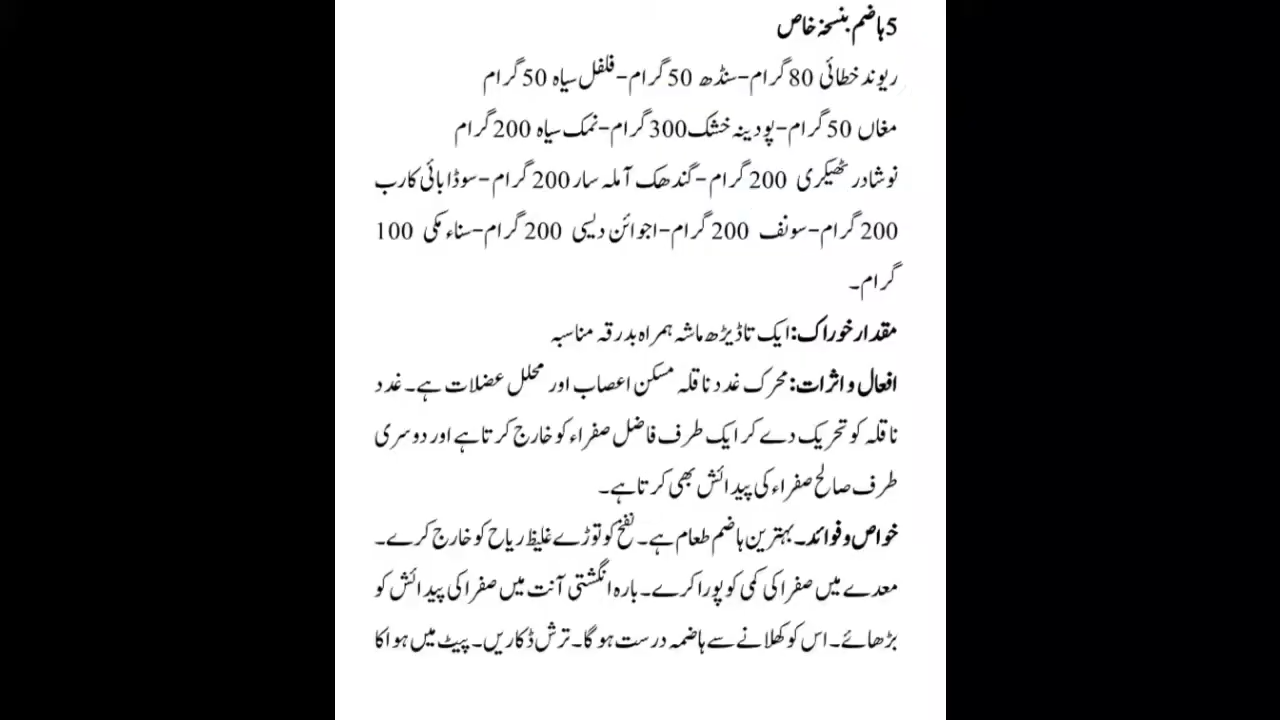 5ہاضم بنسخہ خاص
ریوند خطائی 80 گرام-سنڈھ 50 گرام-فلفل سیاہ 50 گرام
مغاں 50 گرام-پودینہ خشک300 گرام-نمک سیاہ 200 گرام
نوشادر ٹھیکری 200 گرام-گندھک آملہ سار 200 گرام-سوڈا بائی کارب
200 گرام-سونف 200 گرام-اجوائن دیسی 200 گرام-سناء مکی 100
گرام۔
مقدار خوراک: ایک تا ڈیڑھ ماشہ ہمراہ بدرقہ مناسبہ
افعال و اثرات: محرک غدد ناقلہ مسکن اعصاب اور محلل عضلات ہے۔ غدد
ناقلہ کو تحریک دے کر ایک طرف فاضل صفراء کو خارج کرتا ہے اور دوسری
طرف صالح صفراء کی پیدائش بھی کرتا ہے۔
خواص و فوائد۔ بہترین ہاضم طعام ہے۔ نفخ کو توڑے غلیظ ریاح کو خارج کرے۔
معدے میں صفرا کی کمی کو پورا کرے۔ بارہ انگشتی آنت میں صفرا کی پیدائش کو
بڑھائے۔ اس کو کھلانے سے ہاضمہ درست ہو گا۔ ترش ڈکاریں۔ پیٹ میں ہوا کا